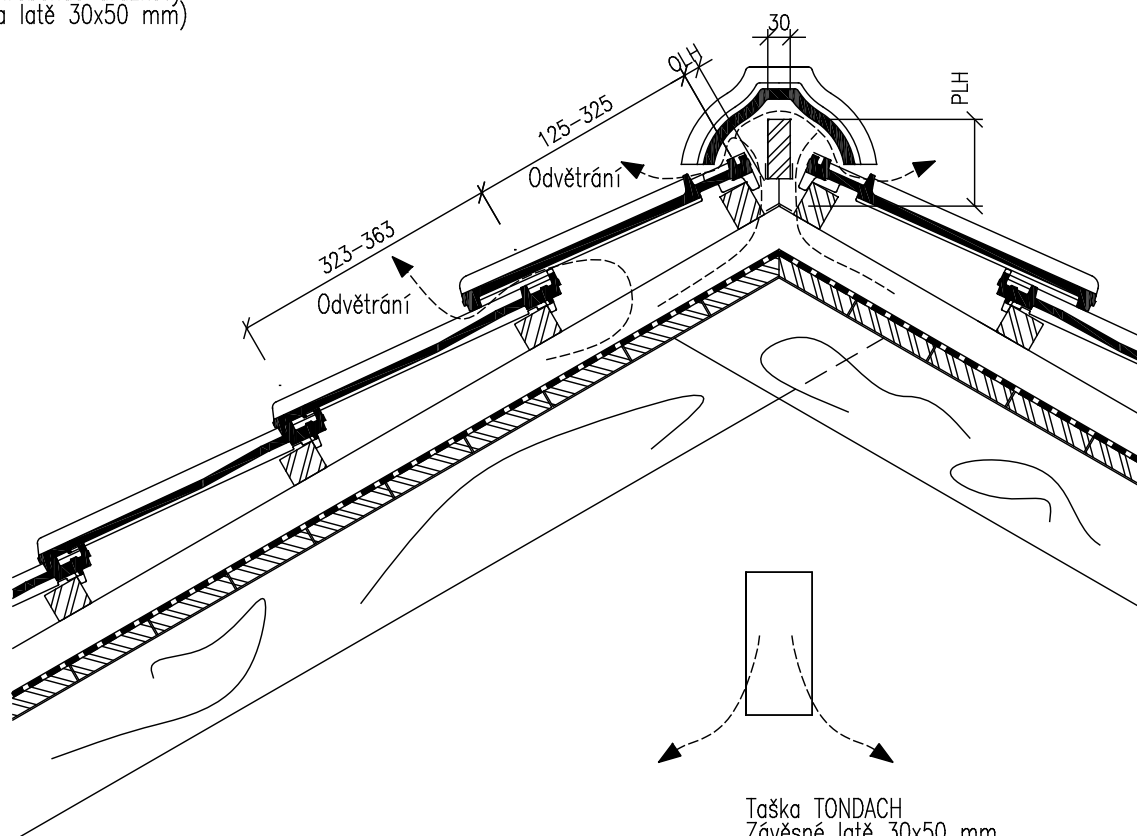 a latě 30x50 mm)
30
OLH
PLH
125–325
Odvětrání
323–363
Odvětrání
Taška TONDACH
Závěsné latě 30x50 mm